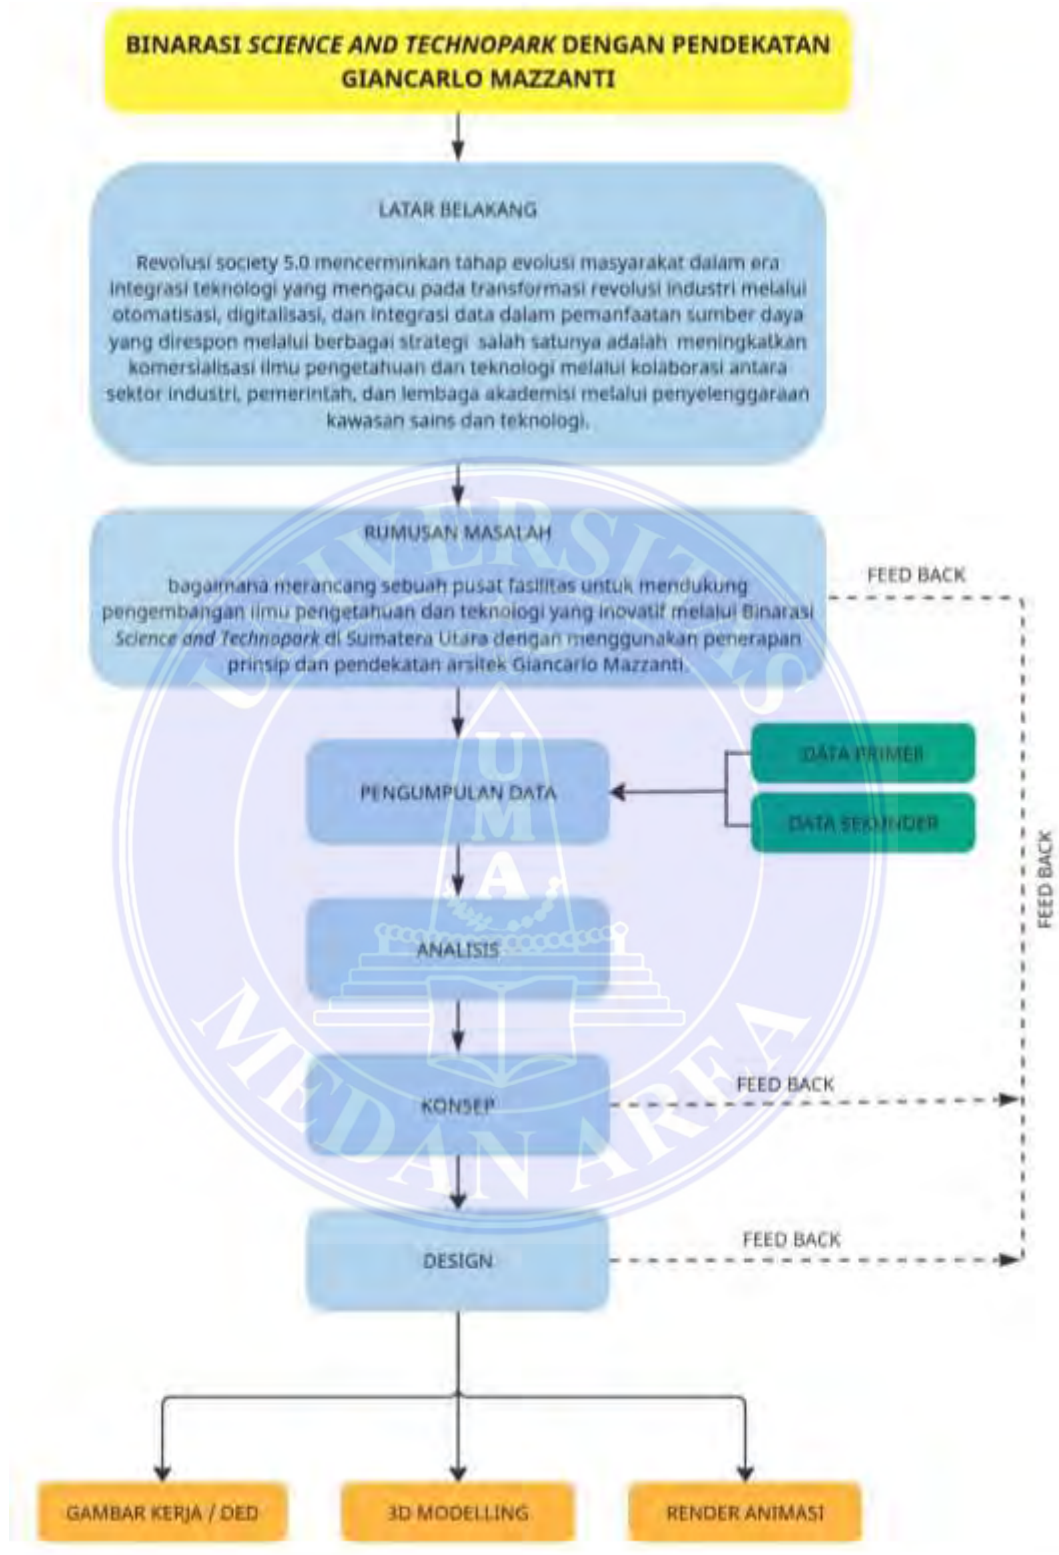 BINARASI SCIENCE AND TECHNOPARK DENGAN PENDEKATAN
GIANCARLO MAZZANTI
LATAR BELAKANG
Revolusi society 5.0 mencerminkan tahap evolusi masyarakat dalam era
integrasi teknologi yang mengacu pada transformasi revolusi industri melalui
otomatisasi, digitalisasi, dan integrasi data dalam pemanfaatan sumber daya
yang direspon melalui berbagai strategi salah satunya adalah meningkatkan
komersialisasi ilmu pengetahuan dan teknologi melalui kolaborasi antara
sektor industri, pemerintah, dan lembaga akademisi melalui penyelenggaraan
kawasan sains dan teknologi.
RUMUSAN MASALAH
bagaimana merancang sebuah pusat fasilitas untuk mendukung
pengembangan ilmu pengetahuan dan teknologi yang inovatif melalui Binarasi
Science and Technopark di Sumatera Utara dengan menggunakan penerapan
prinsip dan pendekatan arsitek Giancarlo Mazzanti.
FEED BACK
PENGUMPULAN DATA
DATA PRIMER
DATA SEKUNDER
FEED BACK
ANALISIS
KONSEP
FEED BACK
DESIGN
FEED BACK
GAMBAR KERJA / DED
3D MODELLING
RENDER ANIMASI
UNIVERSITAS
MEDAN AREA
U
M
A